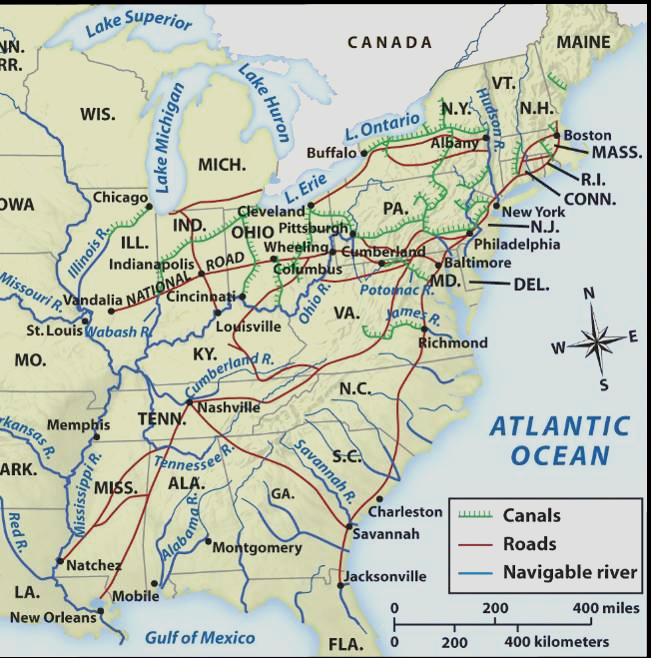 Lake Superior
CANADA
MAINE
NN.
RR.
VT.
WIS.
Lake Michigan
Lake Huron
N.Y.
Hudson R.
N.H.
L. Ontario
Boston
MASS.
Albany
Buffalo
MICH.
R.I.
L. Erie
CONN.
OWA
Chicago
Cleveland
PA.
New York
IND.
OHIO
Pittsburgh
N.J.
ILL.
Wheeling
Cumberland
Philadelphia
Illinois R.
Indianapolis
NATIONAL ROAD
Columbus
Baltimore
MD.
DEL.
Missouri R.
Vandalia
Cincinnati
Ohio R.
Potomac R.
N
St. Louis
Wabash R.
Louisville
VA.
James R.
W
E
MO.
KY.
Richmond
S
Cumberland R.
N.C.
Nashville
TENN.
Memphis
ATLANTIC
OCEAN
rkansas R.
Tennessee R.
Savannah R.
S.C.
ARK.
Mississippi R.
MISS.
ALA.
GA.
Charleston
Canals
Red R.
Alabama R.
Savannah
Roads
Montgomery
Natchez
Navigable river
Jacksonville
LA.
Mobile
New Orleans
0 200 400 miles
Gulf of Mexico
0 200 400 kilometers
FLA.